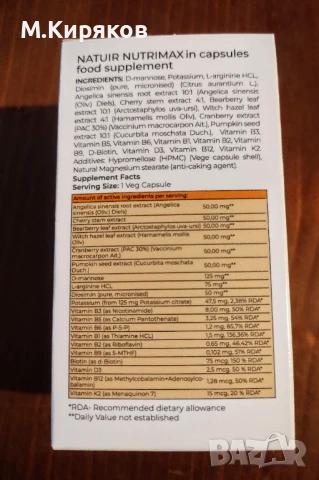 М.Киряков
NATUIR NUTRIMAX in capsules
food supplement
INGREDIENTS: D-mannose, Potassium, L-arginine HCL,
Diosimin (pure, micronised) (Citrus aurantium L.)
Angelica sinensis root extract 10:1 (Angelica sinensis
(Oliv) Diels), Cherry stem extract 4:1, Bearberry leaf
extract 10:1 (Arctostaphylos uva-ursi) Witch hazel leaf
extract 4:1 (Hamamelis mollis Oliv), Cranberry extract
(PAC 30%) (Vaccinium macrocarpon Ait.), Pumpkin seed
extract 10:1 (Cucurbita moschata Duch.), Vitamin B3,
Vitamin B5, Vitamin B6, Vitamin B1, Vitamin B2, Vitamin
B9, D-Biotin, Vitamin D3, Vitamin B12, Vitamin K2.
Additives: Hypromellose (HPMC) (Vege capsule shell),
Natural Magnesium stearate (anti-caking agent).
Supplement Facts
Serving Size: 1 Veg Capsule
Amount of active ingredients per serving:
Angelica sinensis root extract (Angelica
sinensis (Oliv) Diels) 50,00 mg**
Cherry stem extract 50,00 mg**
Bearberry leaf extract (Arctostaphylos uva-ursi) 50,00 mg**
Witch hazel leaf extract (Hamamelis mollis
Oliv) 50,00 mg**
Cranberry extract (PAC 30%) (Vaccinium
macrocarpon Ait.) 50,00 mg**
Pumpkin seed extract (Cucurbita moschata
Duch.) 50,00 mg**
D-mannose 125 mg**
L-arginine HCL 75 mg**
Diosimin (pure, micronised) 50 mg**
Potassium (from 125 mg Potassium citrate) 47,5 mg, 2,38% RDA*
Vitamin B3 (as Nicotinamide) 8,00 mg, 50% RDA*
Vitamin B5 (as Calcium Pantothenate) 3,25 mg, 54% RDA*
Vitamin B6 (as P-5-P) 1,2 mg, 85,7% RDA*
Vitamin B1 (as Thiamine HCL) 1,5 mg, 136,36% RDA*
Vitamin B2 (as Riboflavin) 0,65 mg, 46,42% RDA*
Vitamin B9 (as 5-MTHF) 0,102 mg, 51% RDA*
Biotin (as d-Biotin) 75 mcg, 150% RDA*
Vitamin D3 2,5 mcg, 50 % RDA*
Vitamin B12 (as Methylcobalamin+Adenosylco-
balamin) 1,28 mcg, 50% RDA*
Vitamin K2 (as Menaquinon 7) 15 mcg, 20 % RDA*
*RDA- Recommended dietary allowance
**Daily Value not established
BAZAR